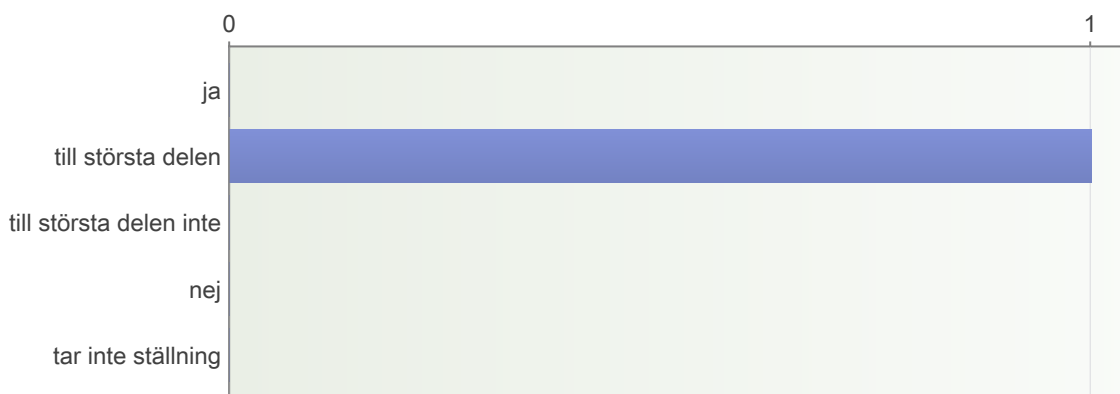 0 1
ja
till största delen
till största delen inte
nej
tar inte ställning